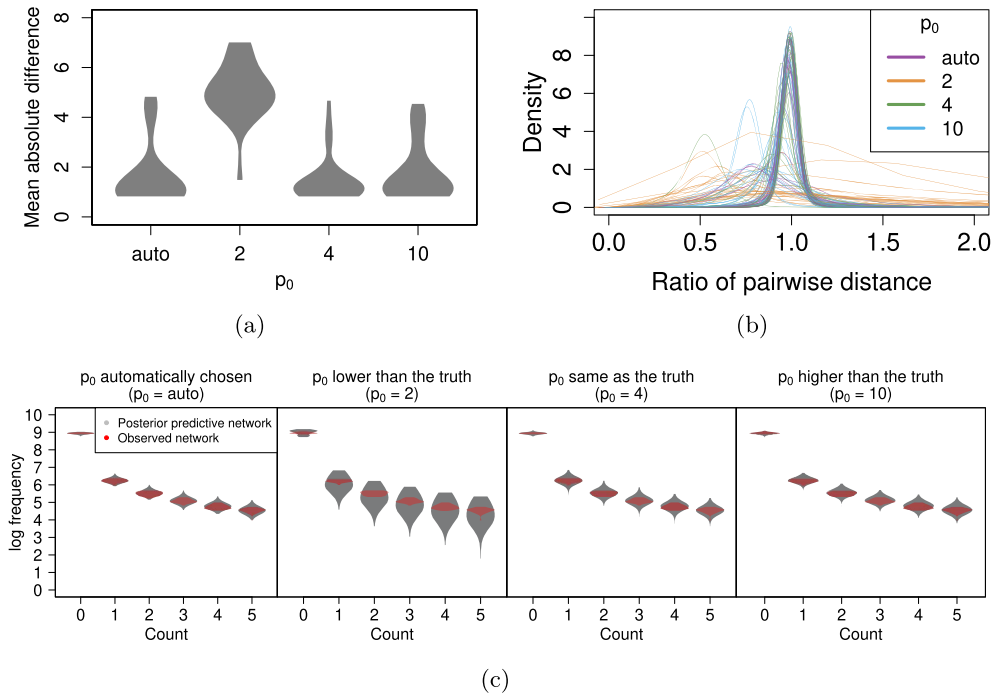 Mean absolute difference
8
6
4
2
0
auto 2 4 10
p0
(a)
Density
8
6
4
2
0
0.0 0.5 1.0 1.5 2.0
Ratio of pairwise distance
p0
auto
2
4
10
(b)
p0 automatically chosen
(p0 = auto)
p0 lower than the truth
(p0 = 2)
p0 same as the truth
(p0 = 4)
p0 higher than the truth
(p0 = 10)
log frequency
10
9
8
7
6
5
4
3
2
1
0
Posterior predictive network
Observed network
0 1 2 3 4 5
Count
0 1 2 3 4 5
Count
0 1 2 3 4 5
Count
0 1 2 3 4 5
Count
(c)